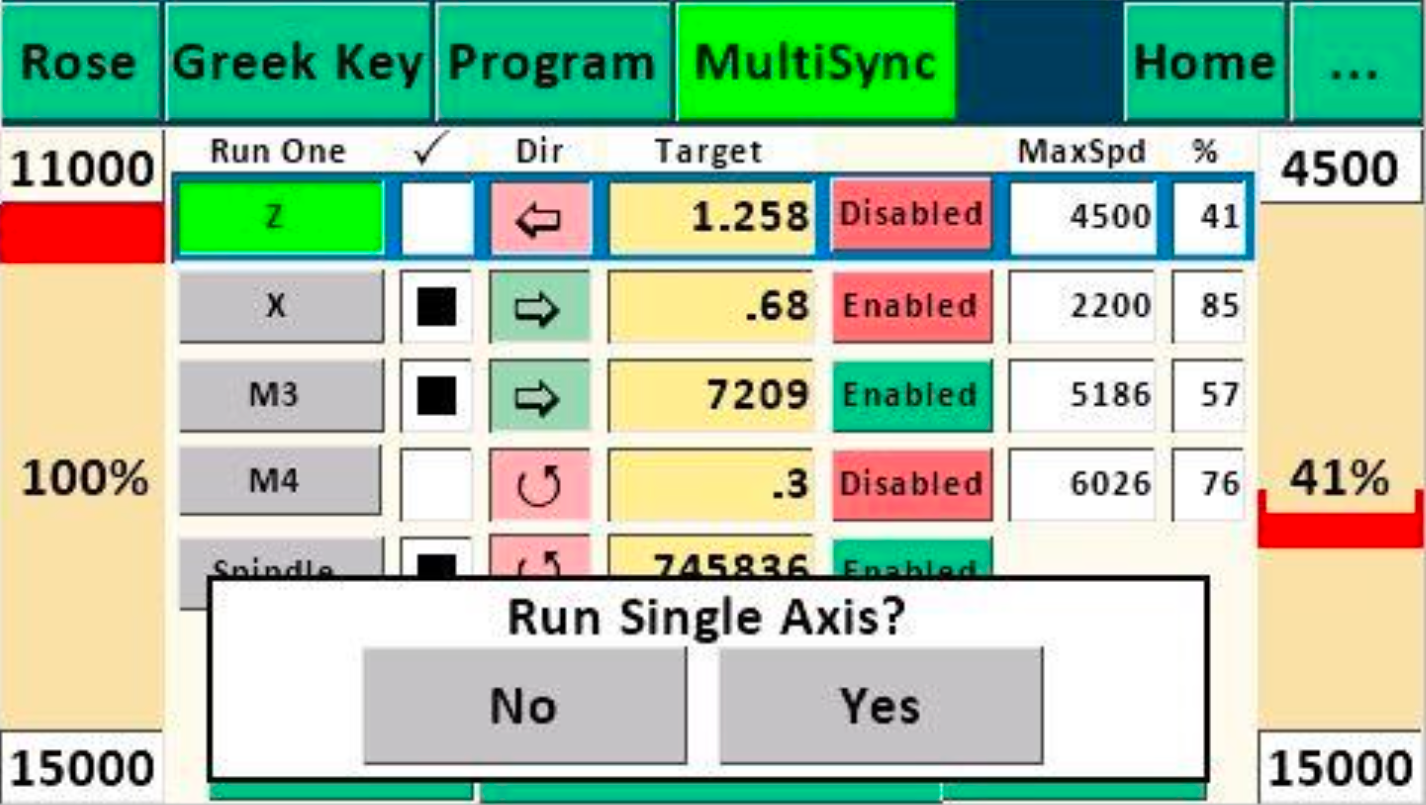 Rose Greek Key Program MultiSync Home ...
11000 Run One ✓ Dir Target MaxSpd % 4500
Z 1.258 Disabled 4500 41
X .68 Enabled 2200 85
M3 7209 Enabled 5186 57
100% M4 .3 Disabled 6026 76 41%
Spindle 745836 Enabled
Run Single Axis?
No Yes
15000 15000